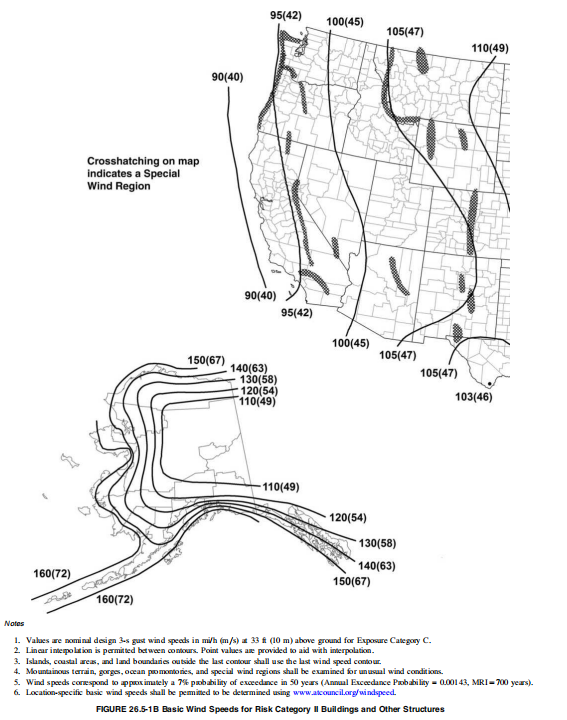 95(42)
100(45)
105(47)
110(49)
90(40)
Crosshatching on map
indicates a Special
Wind Region
90(40)
95(42)
100(45)
105(47)
105(47)
103(46)
150(67)
140(63)
130(58)
120(54)
110(49)
110(49)
120(54)
130(58)
140(63)
150(67)
160(72)
160(72)
Notes
1. Values are nominal design 3-s gust wind speeds in mi/h (m/s) at 33 ft (10 m) above ground for Exposure Category C.
2. Linear interpolation is permitted between contours. Point values are provided to aid with interpolation.
3. Islands, coastal areas, and land boundaries outside the last contour shall use the last wind speed contour.
4. Mountainous terrain, gorges, ocean promontories, and special wind regions shall be examined for unusual wind conditions.
5. Wind speeds correspond to approximately a 7% probability of exceedance in 50 years (Annual Exceedance Probability = 0.00143, MRI = 700 years).
6. Location-specific basic wind speeds shall be permitted to be determined using www.atcouncil.org/windspeed.
FIGURE 26.5-1B Basic Wind Speeds for Risk Category II Buildings and Other Structures